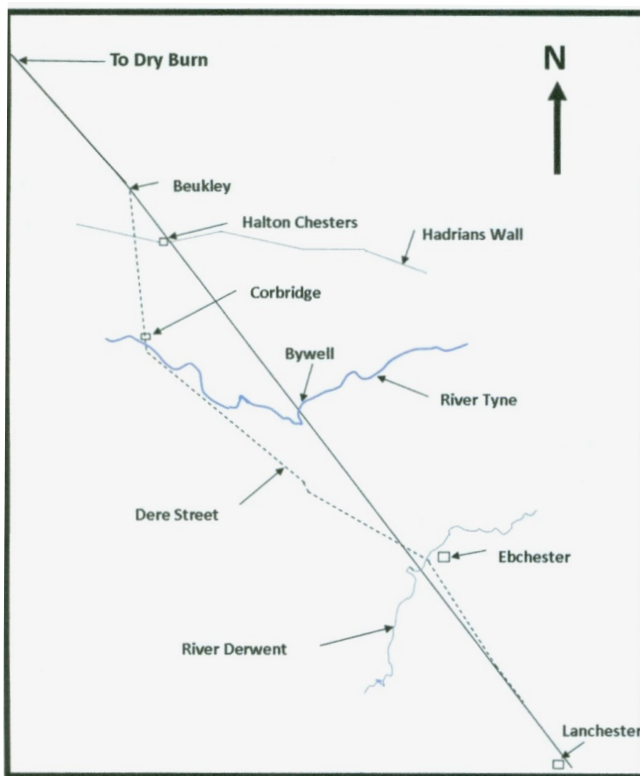 To Dry Burn
N
Beukley
Halton Chesters
Hadrians Wall
Corbridge
Bywell
River Tyne
Dere Street
Ebchester
River Derwent
Lanchester